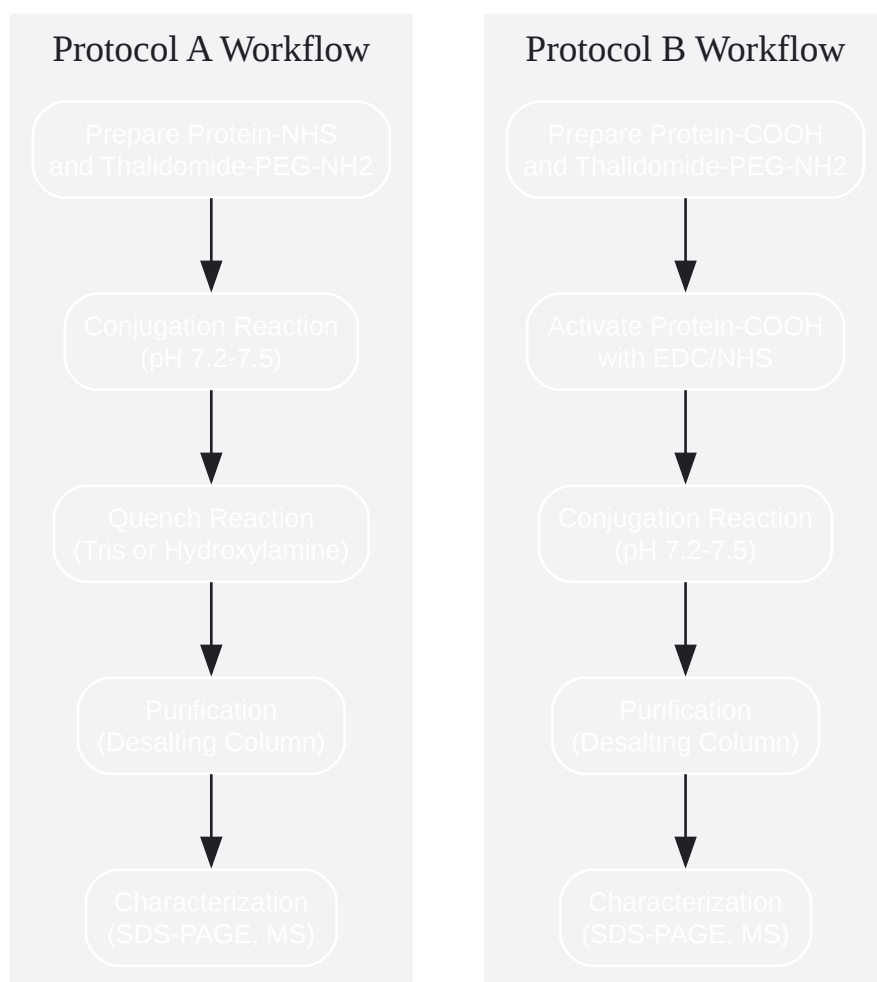 Protocol A Workflow
Prepare Protein-NHS
and Thalidomide-PEG-NH2
Conjugation Reaction
(pH 7.2-7.5)
Quench Reaction
(Tris or Hydroxylamine)
Purification
(Desalting Column)
Characterization
(SDS-PAGE, MS)
Protocol B Workflow
Prepare Protein-COOH
and Thalidomide-PEG-NH2
Activate Protein-COOH
with EDC/NHS
Conjugation Reaction
(pH 7.2-7.5)
Purification
(Desalting Column)
Characterization
(SDS-PAGE, MS)